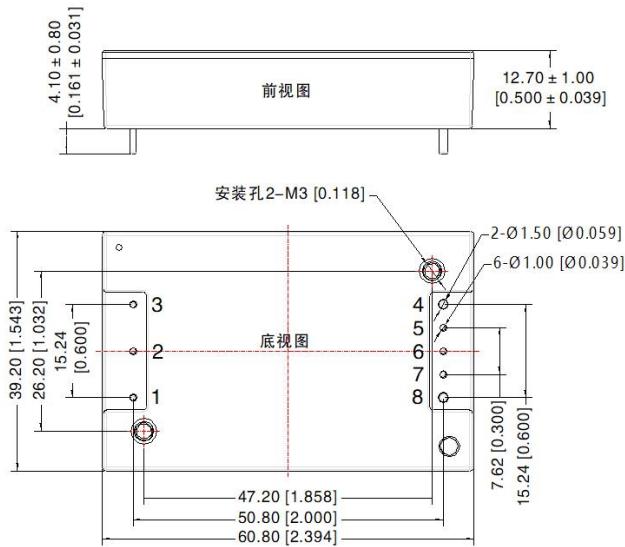 4.10 ± 0.80
[0.161 ± 0.031]
前视图
12.70 ± 1.00
[0.500 ± 0.039]
安装孔2-M3 [0.118]
2-Ø1.50 [Ø0.059]
6-Ø1.00 [Ø0.039]
39.20 [1.543]
26.20 [1.032]
15.24
[0.600]
3
2
1
底视图
4
5
6
7
8
7.62 [0.300]
15.24 [0.600]
47.20 [1.858]
50.80 [2.000]
60.80 [2.394]